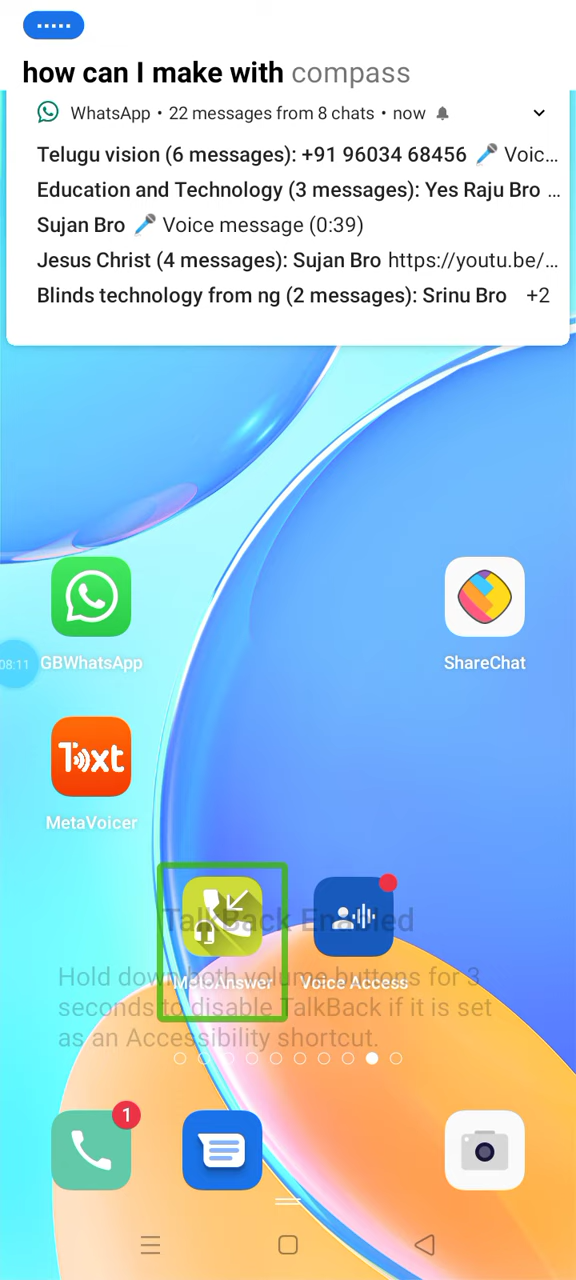 how can I make with compass
WhatsApp • 22 messages from 8 chats • now
Telugu vision (6 messages): +91 96034 68456 🎤 Voic...
Education and Technology (3 messages): Yes Raju Bro ...
Sujan Bro 🎤 Voice message (0:39)
Jesus Christ (4 messages): Sujan Bro https://youtu.be/...
Blinds technology from ng (2 messages): Srinu Bro +2
08:11
GBWhatsApp
ShareChat
Text
MetaVoicer
TalkBack Enabled
Hold down both volume buttons for 3
seconds to disable TalkBack if it is set
as an Accessibility shortcut.
Voice Access
1